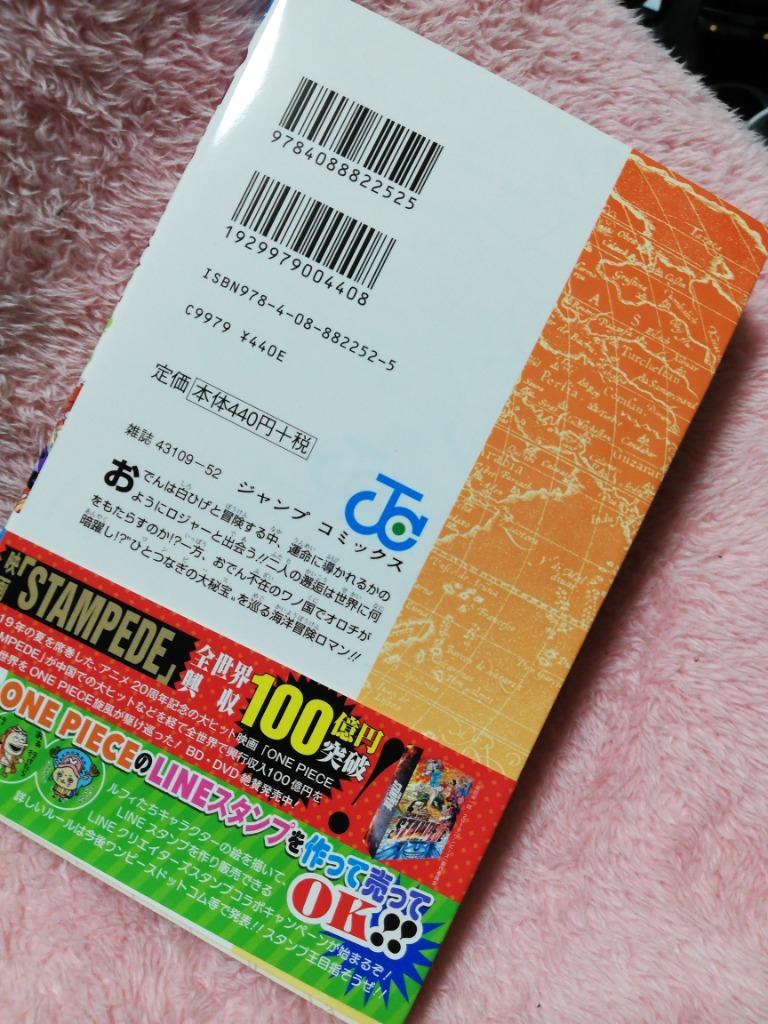 9784088822525
1929979004408
ISBN978-4-08-882252-5
C9979 ¥440E
定価 本体440円+税
雑誌 43109-52
ジャンプ コミックス
おでんは白ひげと冒険する中、運命に導かれるかの
ようにロジャーと出会う!!二人の邂逅は世界に何
をもたらすのか!?一方、おでん不在のワノ国でオロチが
暗躍し!?"ひとつなぎの大秘宝"を巡る海洋冒険ロマン!!
映画『STAMPEDE』
全世界
興収
100億円
突破!
19年の夏を席巻した、アニメ20周年記念の大ヒット映画「ONE PIECE
MPEDE」が中国での大ヒットなどを経て全世界で興行収入100億円を
世界をONE PIECE旋風が駆け巡った! BD・DVD絶賛発売中!
STAMPEDE
ONE PIECEのLINEスタンプを作って売って
OK!!
ルフィたちキャラクターの絵を描いて
LINEスタンプを作り販売できる!
LINEクリエイターズスタンプコラボキャンペーンが始まるぞ!
詳しいルールは今後ワンピースドットコム等で発表!!スタンプ王目指そうぜ!!